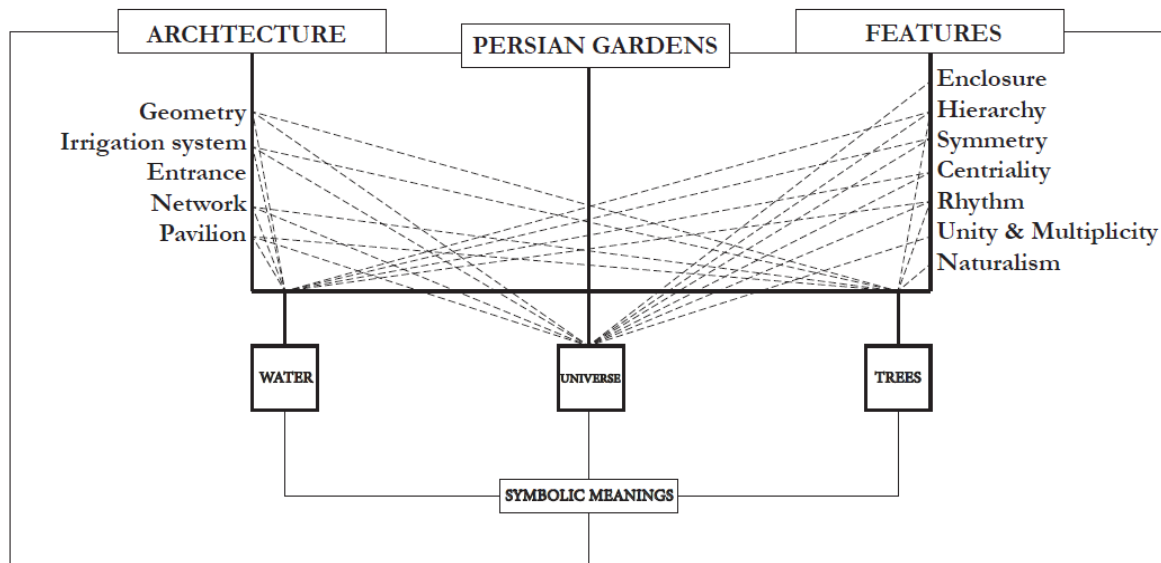 ARCHTECTURE
PERSIAN GARDENS
FEATURES
Geometry
Irrigation system
Entrance
Network
Pavilion
Enclosure
Hierarchy
Symmetry
Centriality
Rhythm
Unity & Multiplicity
Naturalism
WATER
UNIVERSE
TREES
SYMBOLIC MEANINGS